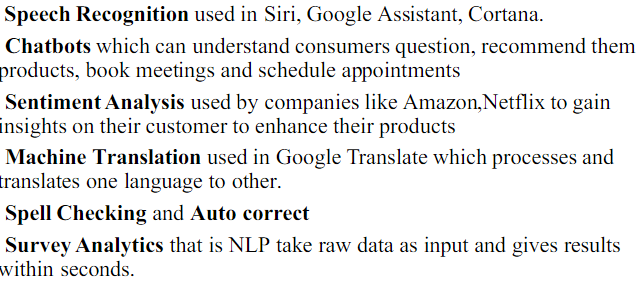 Speech Recognition used in Siri, Google Assistant, Cortana.
Chatbots which can understand consumers question, recommend them
products, book meetings and schedule appointments
Sentiment Analysis used by companies like Amazon,Netflix to gain
insights on their customer to enhance their products
Machine Translation used in Google Translate which processes and
translates one language to other.
Spell Checking and Auto correct
Survey Analytics that is NLP take raw data as input and gives results
within seconds.